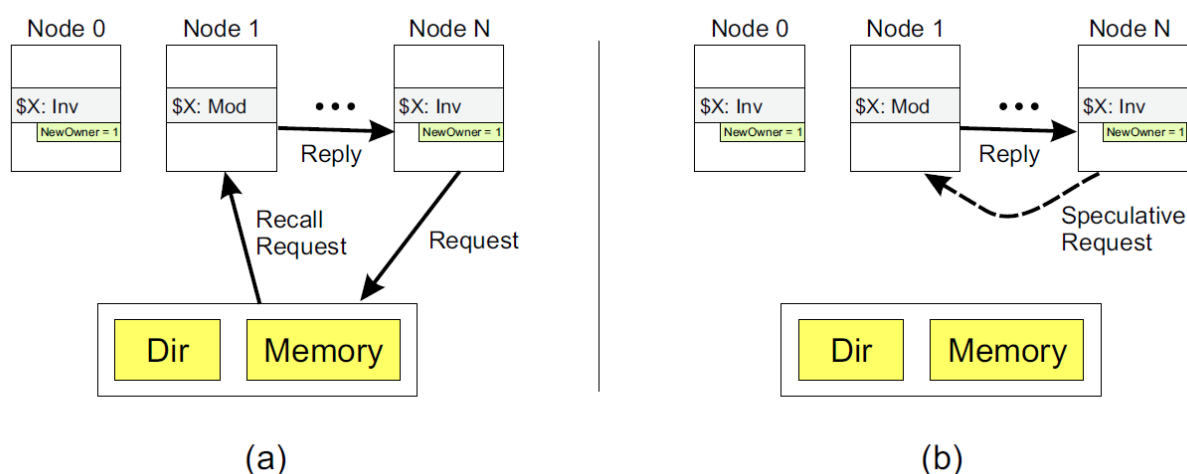 Node 0
Node 1
Node N
$X: Inv
NewOwner = 1
$X: Mod
$X: Inv
NewOwner = 1
Reply
Recall
Request
Request
Dir
Memory
(a)
Node 0
Node 1
Node N
$X: Inv
NewOwner = 1
$X: Mod
$X: Inv
NewOwner = 1
Reply
Speculative
Request
Dir
Memory
(b)